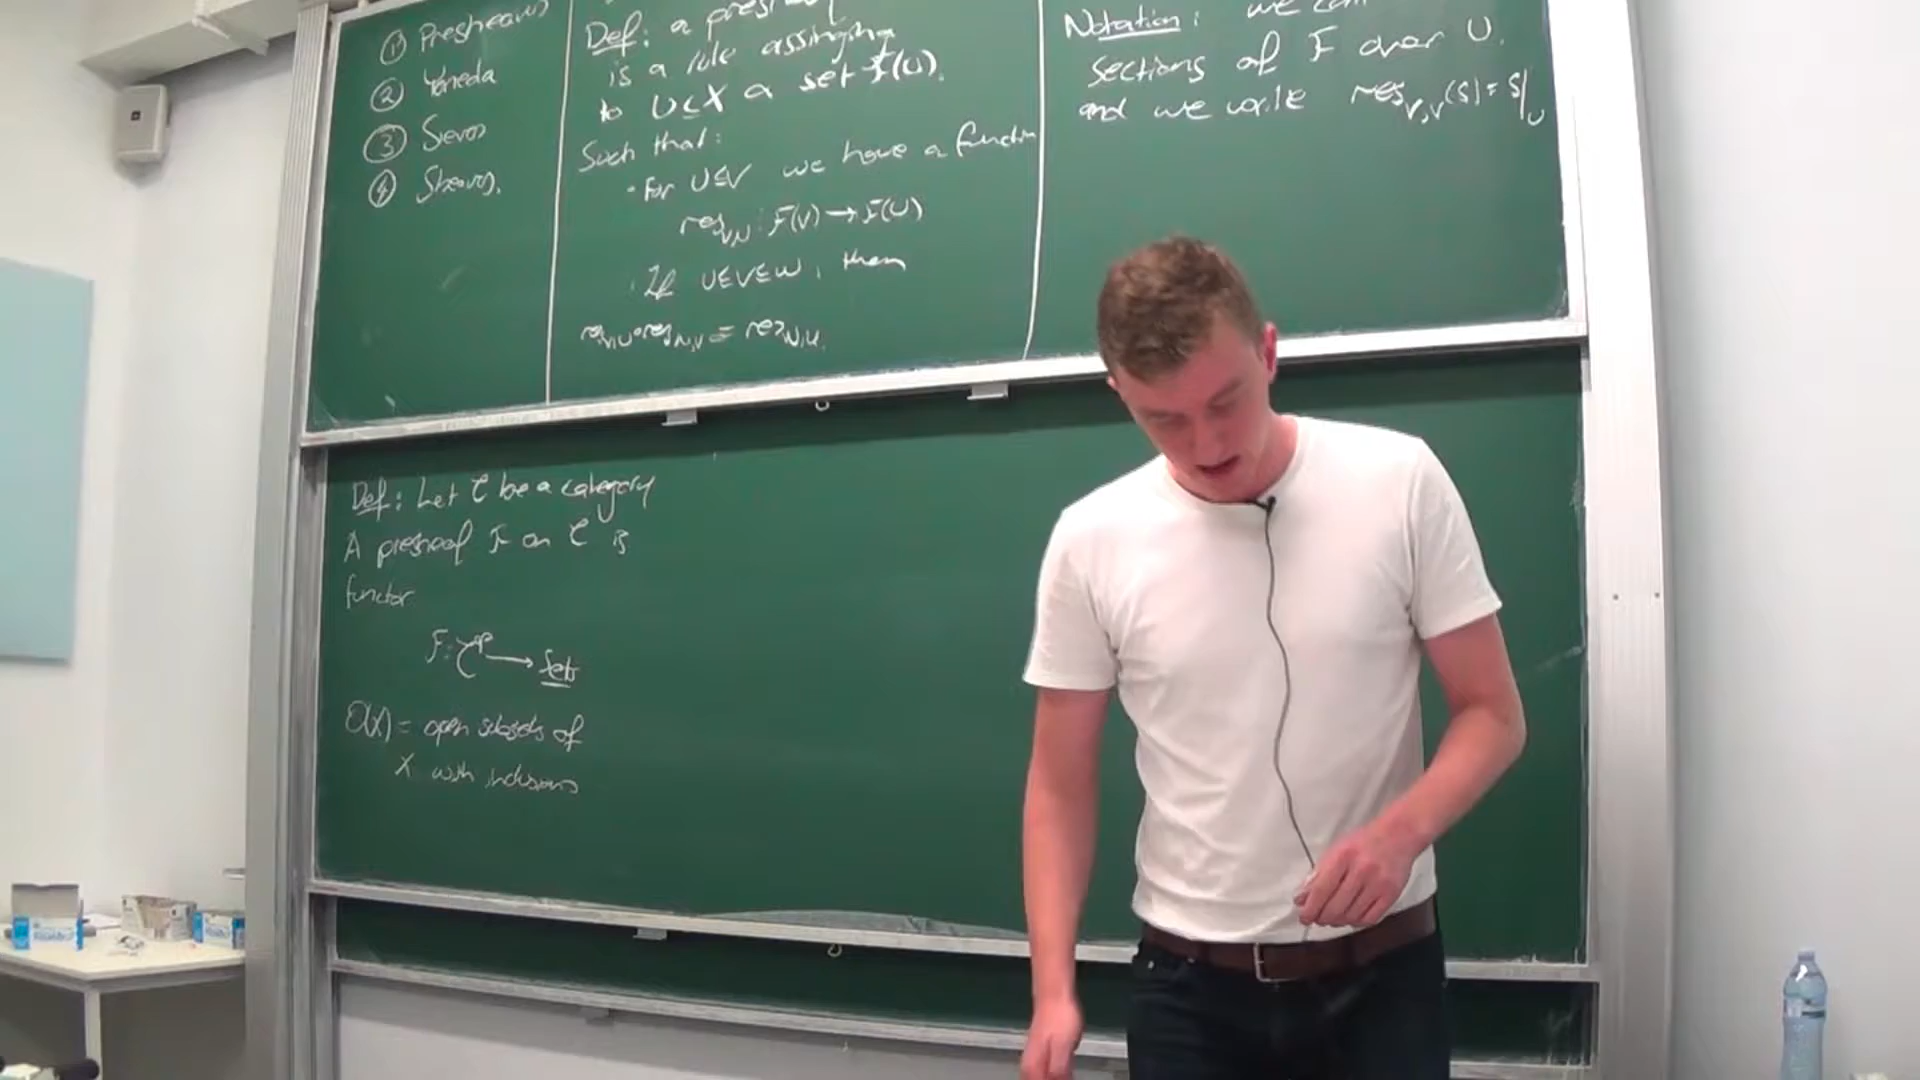 ① Presheaves
② Yoneda
③ Sieves
④ Sheaves.
Def: a presheaf
is a rule assigning
to U⊆X a set F(U).
Such that:
· For U⊆V we have a function
res_{V,U}: F(V) → F(U)
· If U⊆V⊆W, then
res_{V,U}∘res_{W,V} = res_{W,U}.
Notation: we call
sections of F over U.
and we write res_{V,V}(s) = s|_U
Def: Let C be a category
A presheaf F on C is
functor
F: C^{op} → Sets
O(X) = open subsets of
X with inclusions